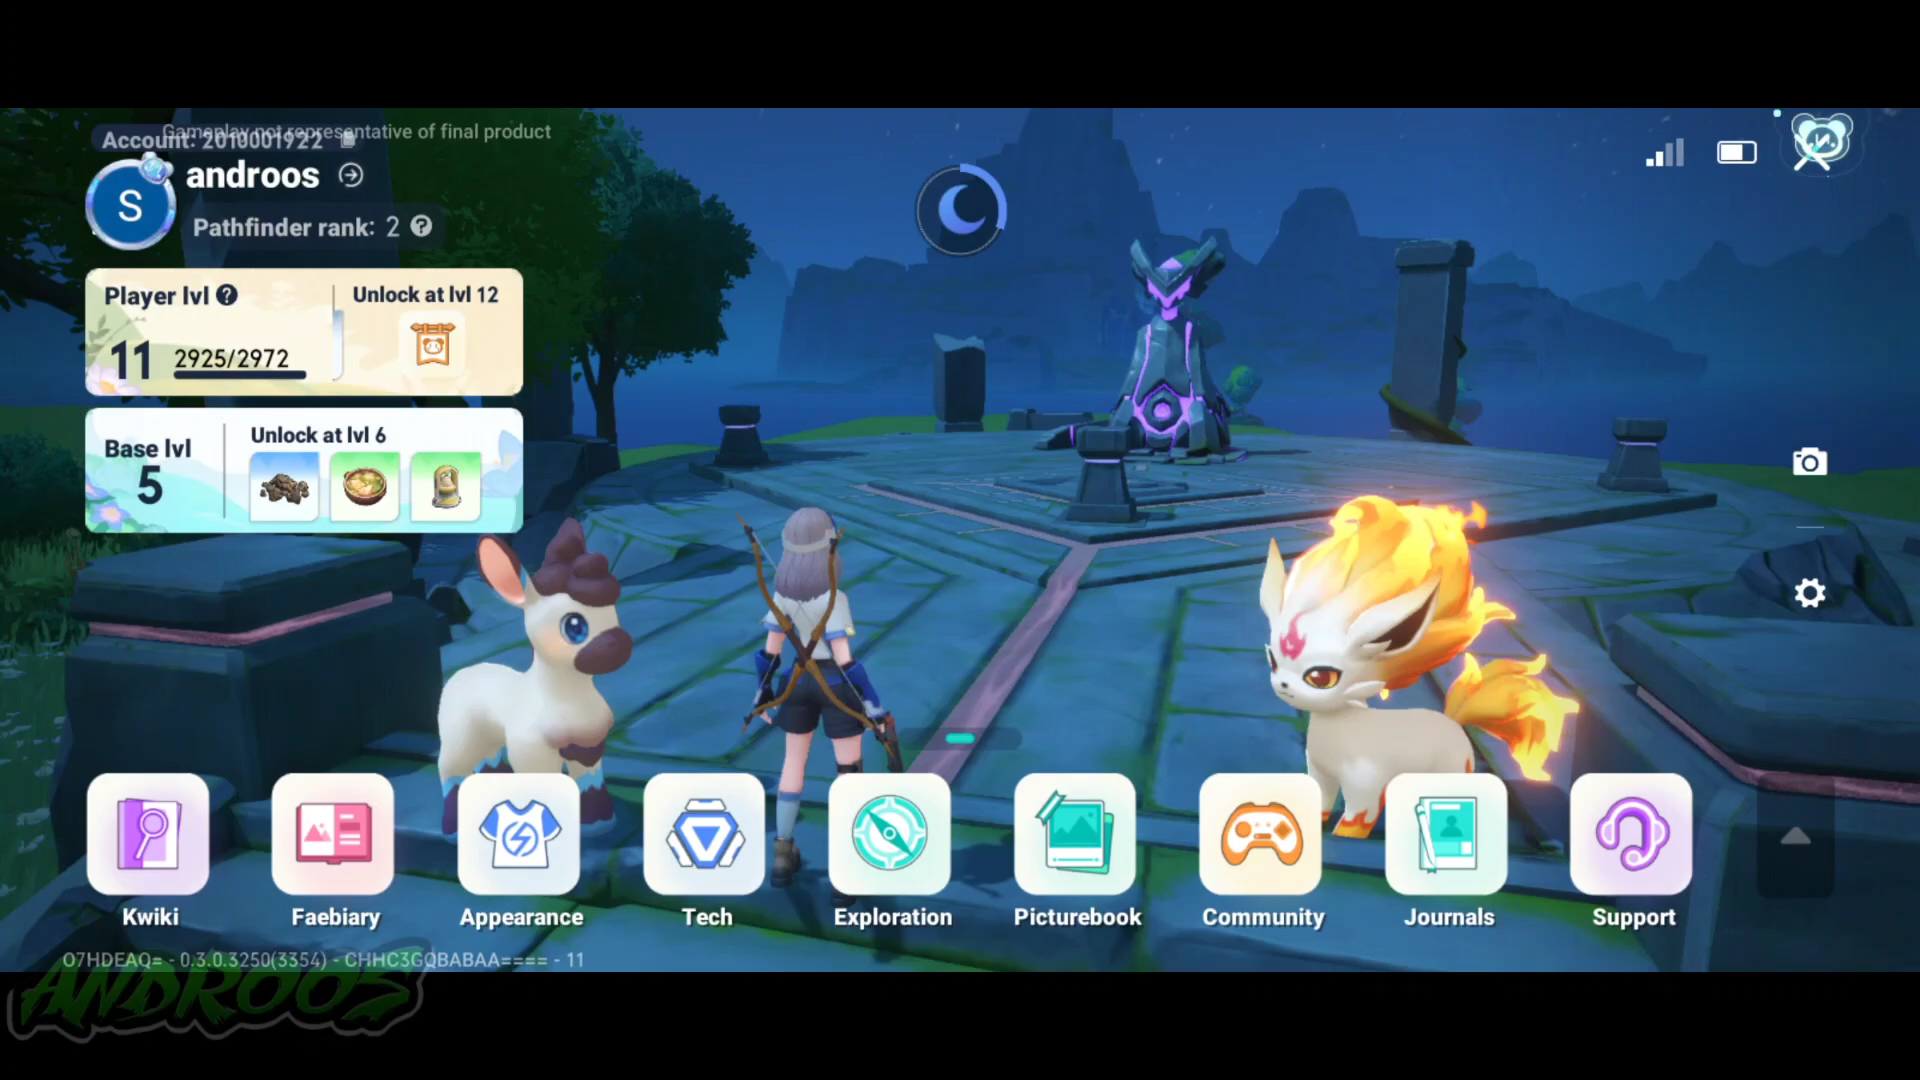 Gameplay not representative of final product
Account: 2010001922
S
androos
Pathfinder rank: 2 ?
Player lvl ?
Unlock at lvl 12
11 2925/2972
Base lvl
5
Unlock at lvl 6
Kwiki
Faebiary
Appearance
Tech
Exploration
Picturebook
Community
Journals
Support
O7HDEAQ= - 0.3.0.3250(3354) - CHHC3GQBABAA==== - 11
ANDROOS